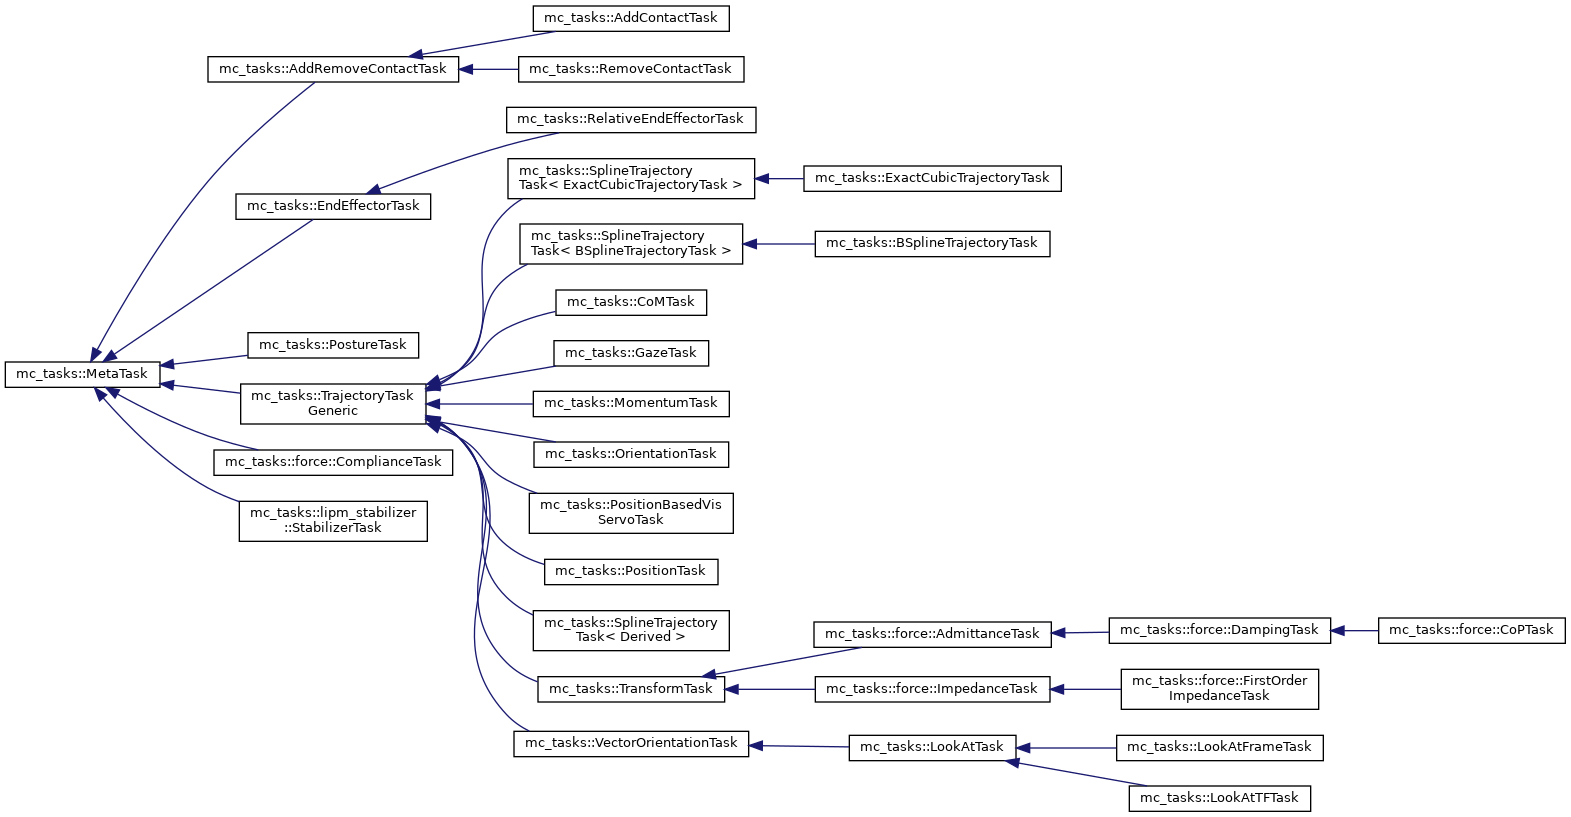 mc_tasks::AddContactTask
mc_tasks::AddRemoveContactTask
mc_tasks::RemoveContactTask
mc_tasks::RelativeEndEffectorTask
mc_tasks::SplineTrajectory
Task< ExactCubicTrajectoryTask >
mc_tasks::ExactCubicTrajectoryTask
mc_tasks::EndEffectorTask
mc_tasks::SplineTrajectory
Task< BSplineTrajectoryTask >
mc_tasks::BSplineTrajectoryTask
mc_tasks::CoMTask
mc_tasks::PostureTask
mc_tasks::GazeTask
mc_tasks::MetaTask
mc_tasks::TrajectoryTask
Generic
mc_tasks::MomentumTask
mc_tasks::OrientationTask
mc_tasks::force::ComplianceTask
mc_tasks::PositionBasedVis
ServoTask
mc_tasks::lipm_stabilizer
::StabilizerTask
mc_tasks::PositionTask
mc_tasks::SplineTrajectory
Task< Derived >
mc_tasks::force::AdmittanceTask
mc_tasks::force::DampingTask
mc_tasks::force::CoPTask
mc_tasks::TransformTask
mc_tasks::force::ImpedanceTask
mc_tasks::force::FirstOrder
ImpedanceTask
mc_tasks::VectorOrientationTask
mc_tasks::LookAtTask
mc_tasks::LookAtFrameTask
mc_tasks::LookAtTFTask